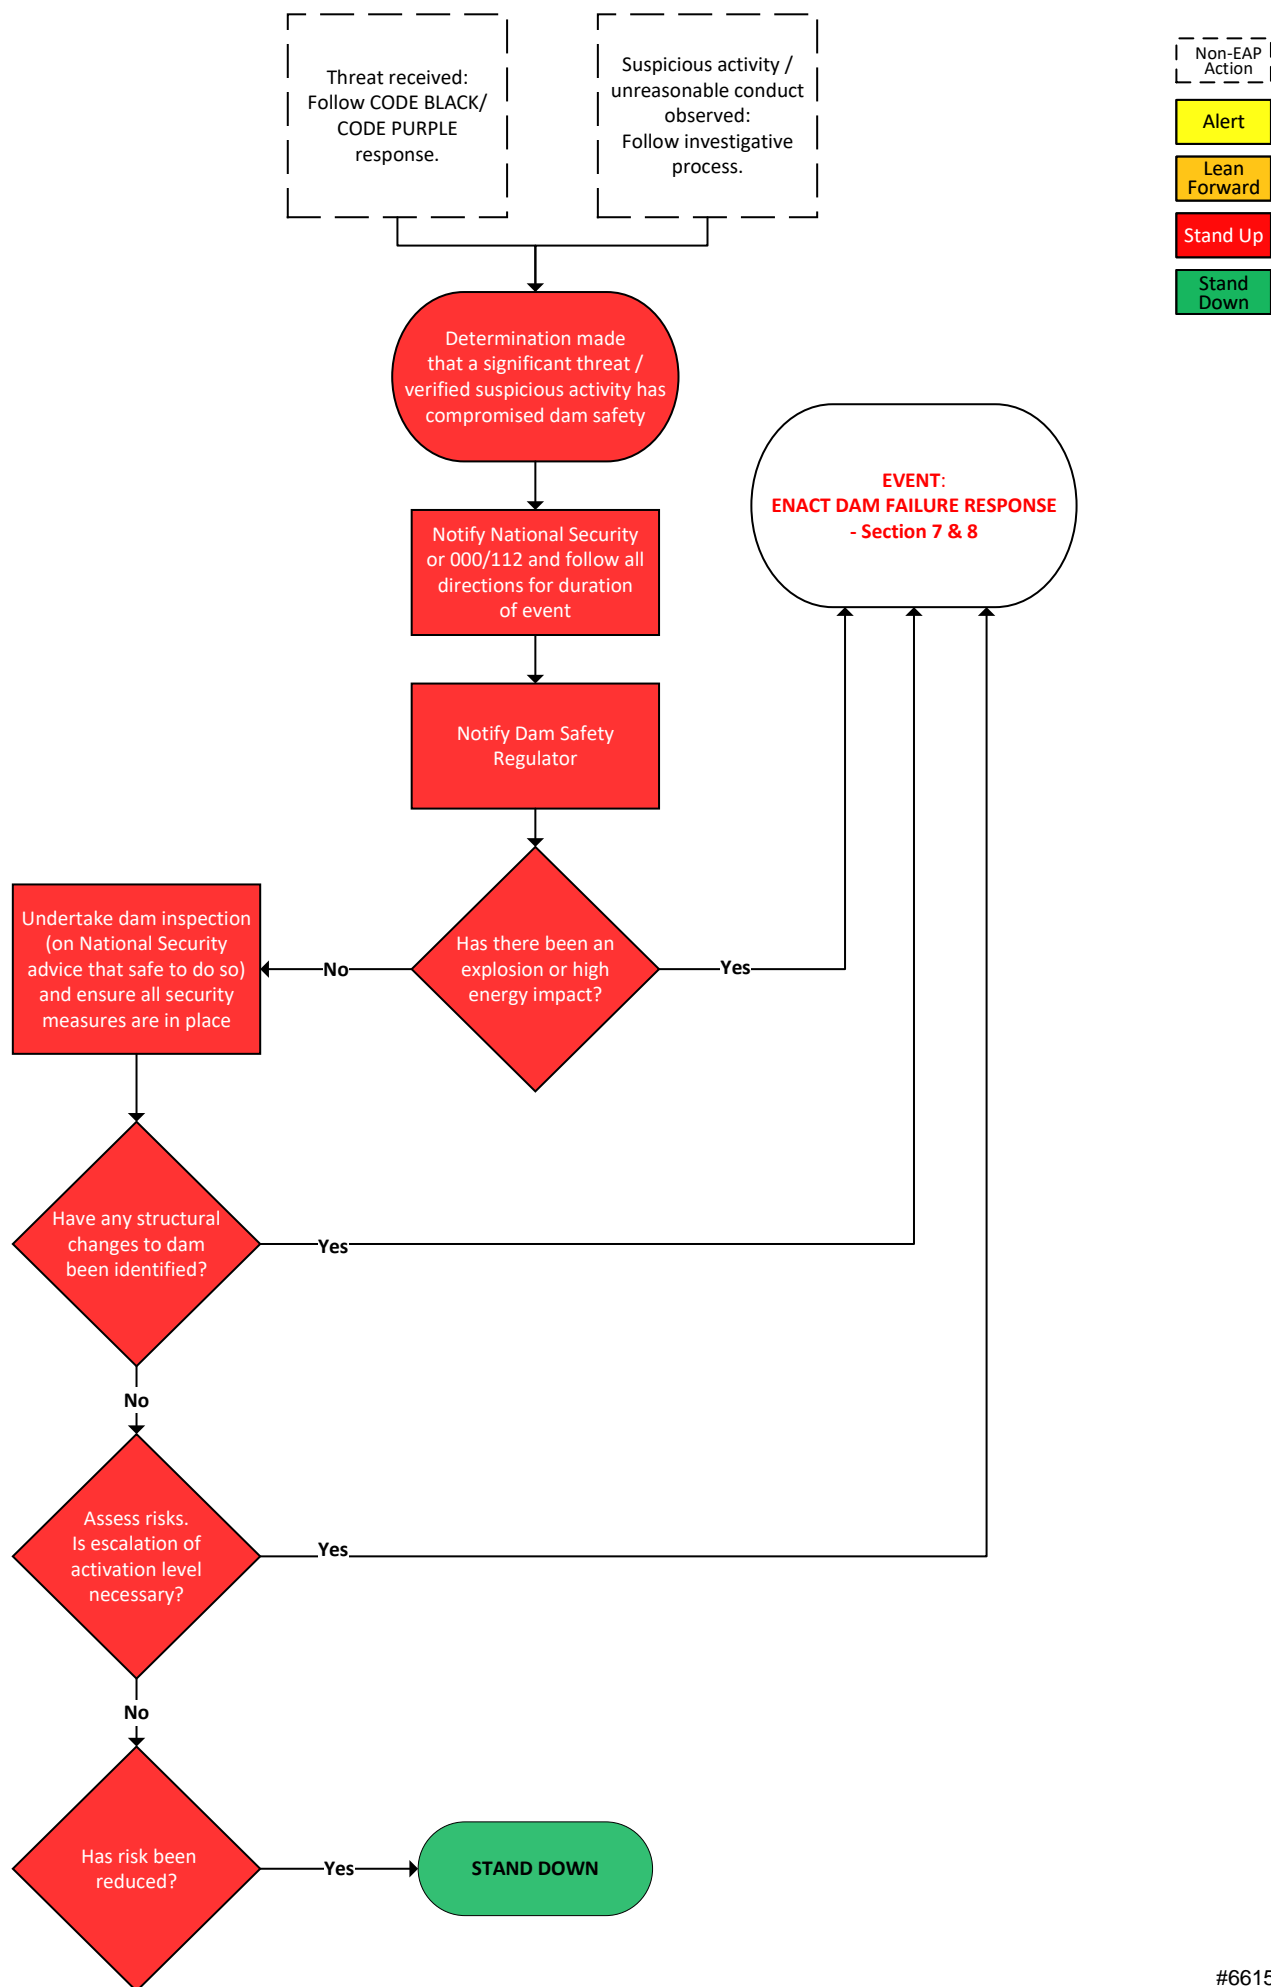 Threat received:
Follow CODE BLACK/
CODE PURPLE
response.
Suspicious activity /
unreasonable conduct
observed:
Follow investigative
process.
Non-EAP
Action
Alert
Lean
Forward
Stand Up
Stand
Down
Determination made
that a significant threat /
verified suspicious activity has
compromised dam safety
EVENT:
ENACT DAM FAILURE RESPONSE
- Section 7 & 8
Notify National Security
or 000/112 and follow all
directions for duration
of event
Notify Dam Safety
Regulator
Has there been an
explosion or high
energy impact?
No
Yes
Undertake dam inspection
(on National Security
advice that safe to do so)
and ensure all security
measures are in place
Have any structural
changes to dam
been identified?
Yes
No
Assess risks.
Is escalation of
activation level
necessary?
Yes
No
Has risk been
reduced?
Yes
STAND DOWN
#6615